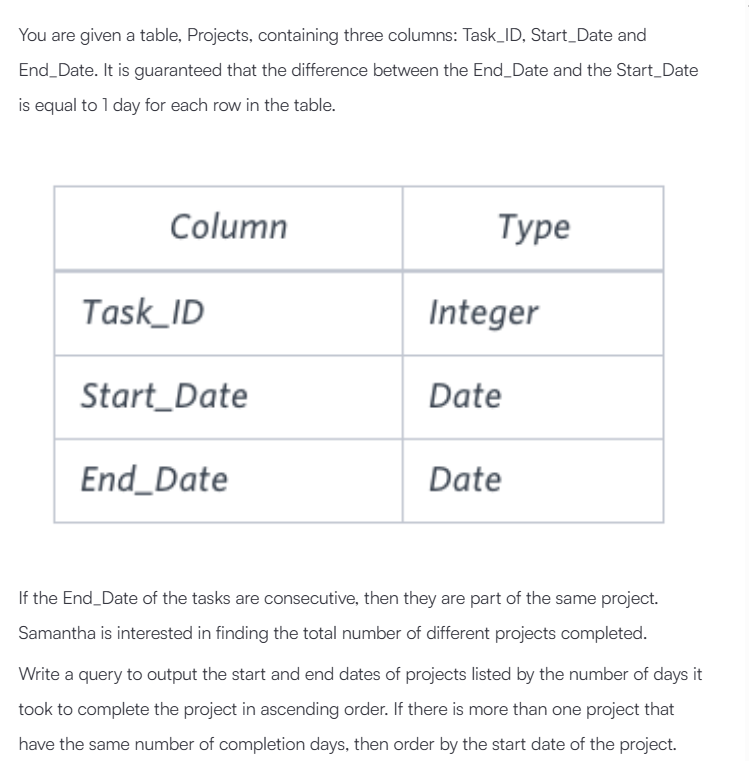 You are given a table, Projects, containing three columns: Task_ID, Start_Date and
End_Date. It is guaranteed that the difference between the End_Date and the Start_Date
is equal to 1 day for each row in the table.
Column Type
Task_ID Integer
Start_Date Date
End_Date Date
If the End_Date of the tasks are consecutive, then they are part of the same project.
Samantha is interested in finding the total number of different projects completed.
Write a query to output the start and end dates of projects listed by the number of days it
took to complete the project in ascending order. If there is more than one project that
have the same number of completion days, then order by the start date of the project.